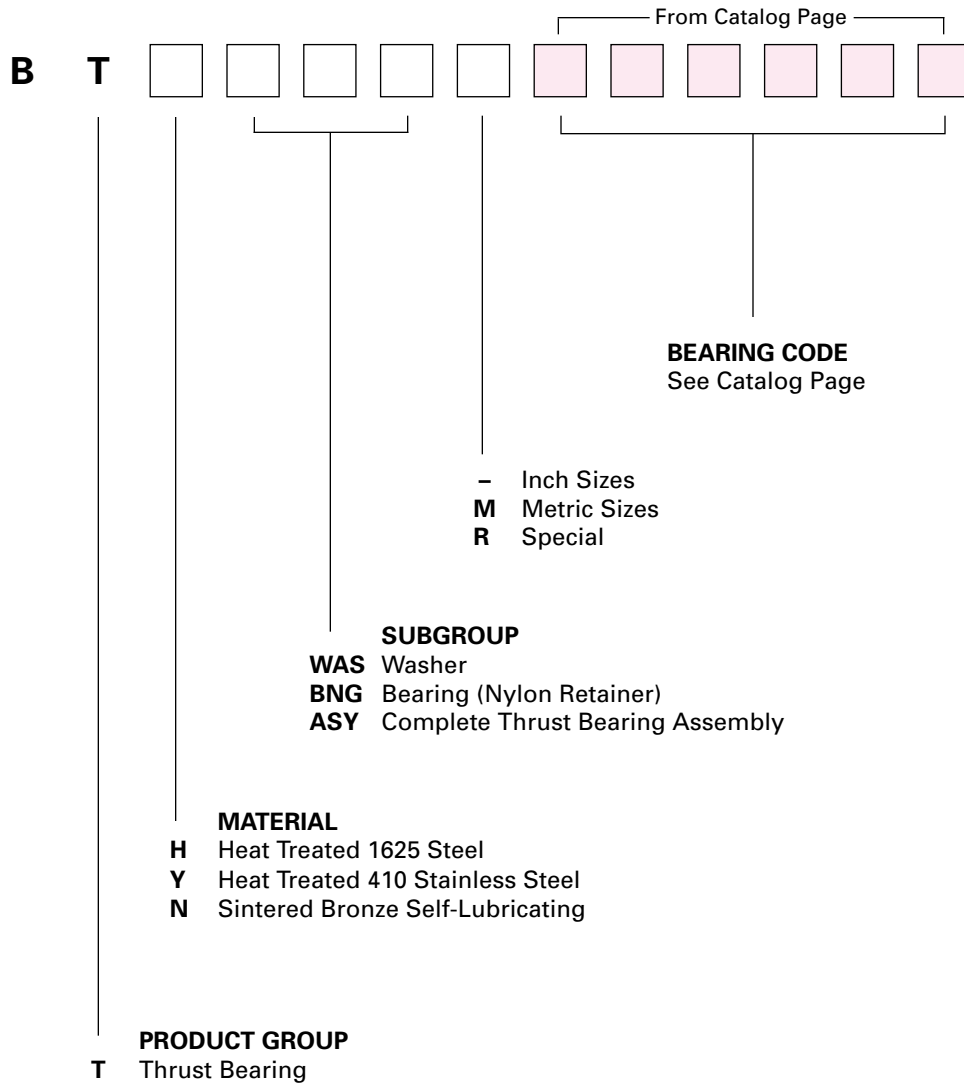 From Catalog Page
B T
BEARING CODE
See Catalog Page
– Inch Sizes
M Metric Sizes
R Special
SUBGROUP
WAS Washer
BNG Bearing (Nylon Retainer)
ASY Complete Thrust Bearing Assembly
MATERIAL
H Heat Treated 1625 Steel
Y Heat Treated 410 Stainless Steel
N Sintered Bronze Self-Lubricating
PRODUCT GROUP
T Thrust Bearing